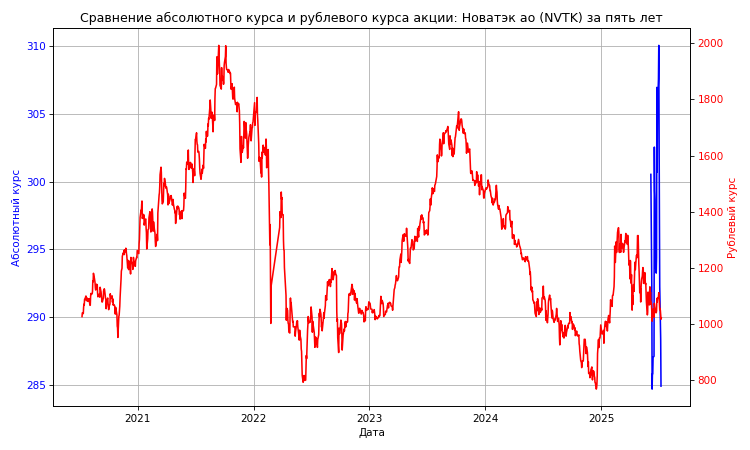 Сравнение абсолютного курса и рублевого курса акции: Новатэк ао (NVTK) за пять лет
310
305
300
295
290
285
Абсолютный курс
2000
1800
1600
1400
1200
1000
800
Рублевый курс
2021 2022 2023 2024 2025
Дата